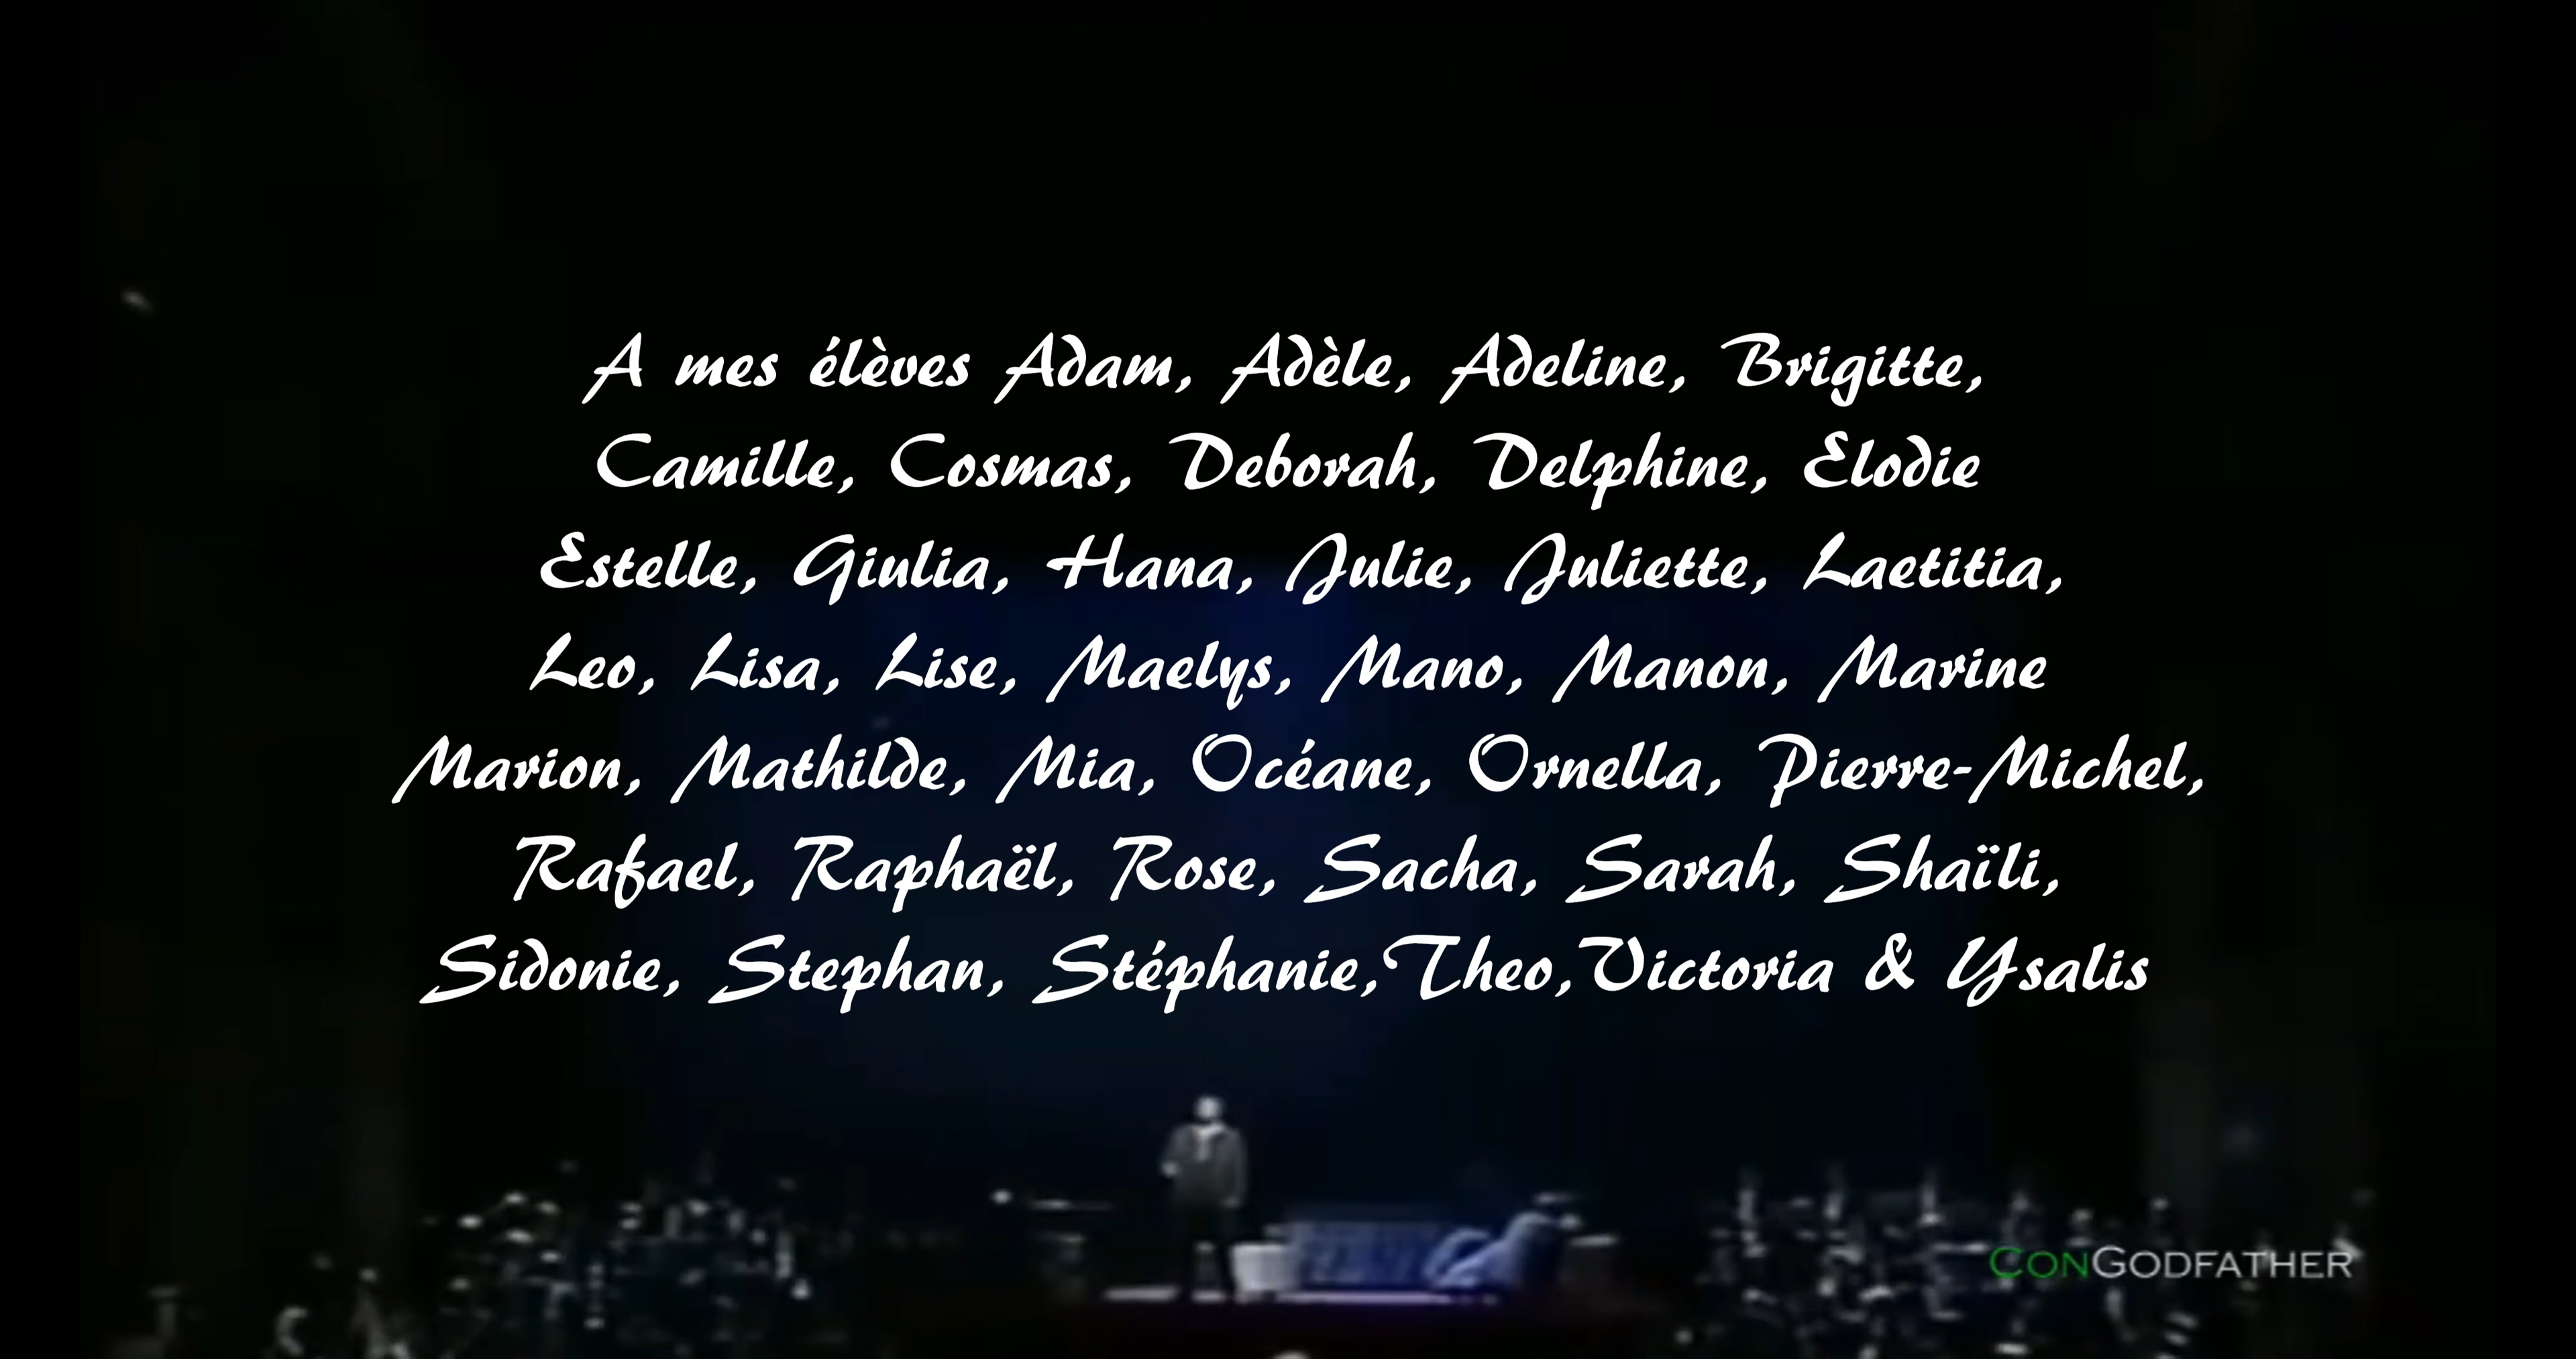 A mes élèves Adam, Adèle, Adeline, Brigitte,
Camille, Cosmas, Deborah, Delphine, Elodie
Estelle, Giulia, Hana, Julie, Juliette, Laetitia,
Leo, Lisa, Lise, Maelys, Mano, Manon, Marine
Marion, Mathilde, Mia, Océane, Ornella, Pierre-Michel,
Rafael, Raphaël, Rose, Sacha, Sarah, Shaïli,
Sidonie, Stephan, Stéphanie,Theo,Victoria & Ysalis
CONGODFATHER